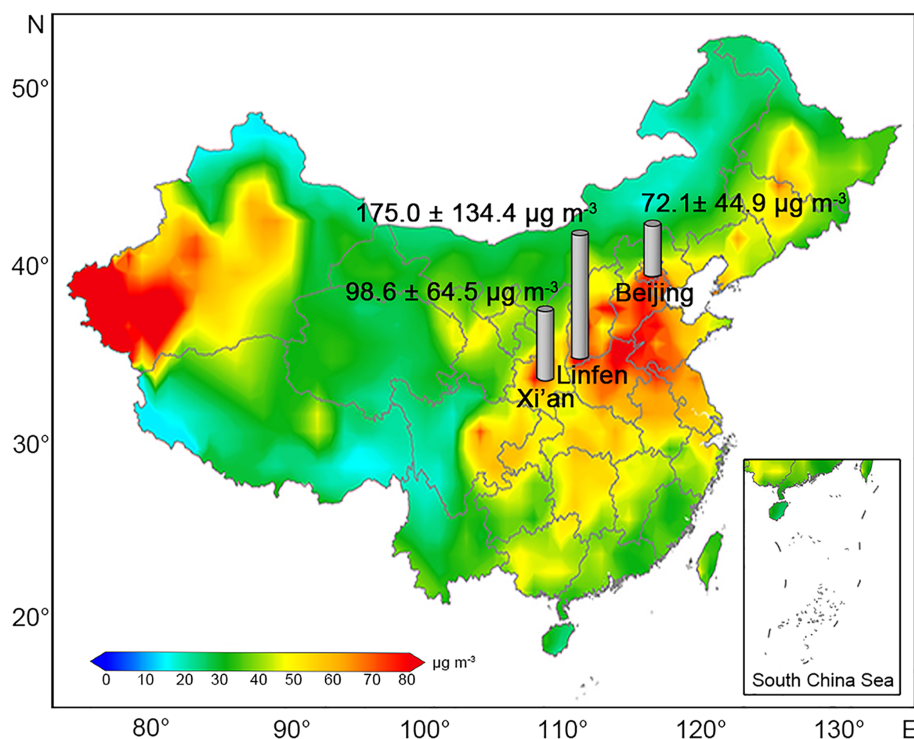 N
50°
40°
30°
20°
175.0 ± 134.4 µg m-3
72.1± 44.9 µg m-3
98.6 ± 64.5 µg m-3
Beijing
Linfen
Xi'an
0 10 20 30 40 50 60 70 80
µg m-3
South China Sea
80° 90° 100° 110° 120° 130° E